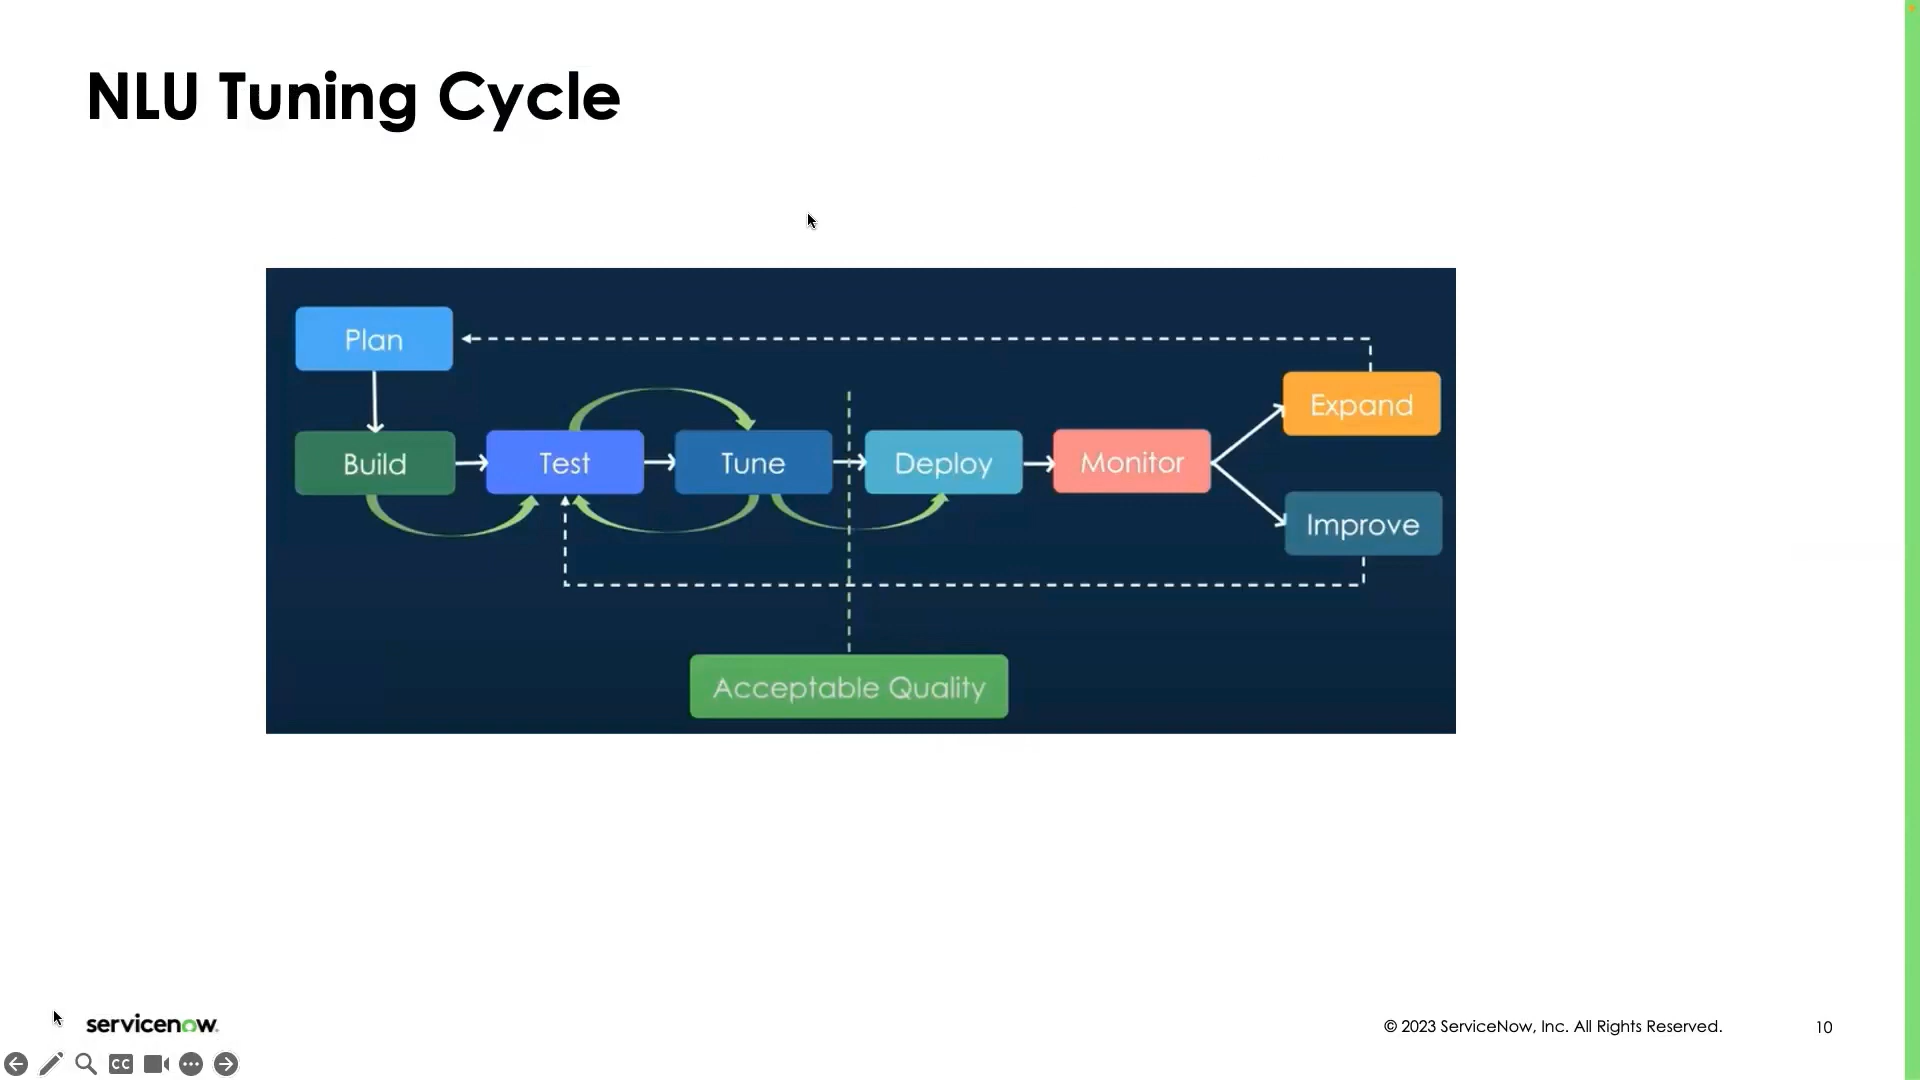 NLU Tuning Cycle
Plan
Expand
Build
Test
Tune
Deploy
Monitor
Improve
Acceptable Quality
servicenow.
© 2023 ServiceNow, Inc. All Rights Reserved.
10
CC